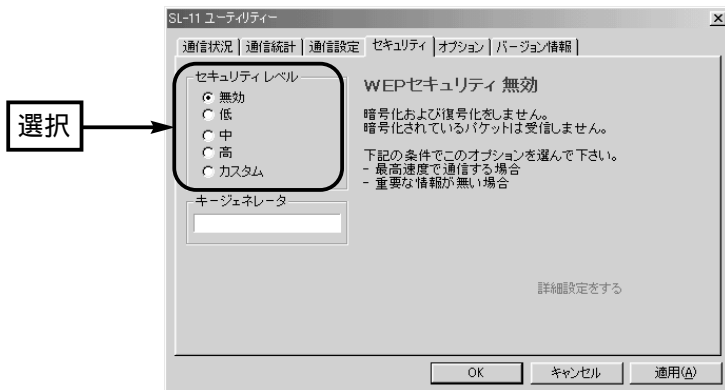 SL-11 ユーティリティー
通信状況 通信統計 通信設定 セキュリティ オプション バージョン情報
選択
セキュリティ レベル
無効
低
中
高
カスタム
キージェネレータ
WEPセキュリティ 無効
暗号化および復号化をしません。
暗号化されているパケットは受信しません。
下記の条件でこのオプションを選んで下さい。
- 最高速度で通信する場合
- 重要な情報が無い場合
詳細設定をする
OK キャンセル 適用(A)